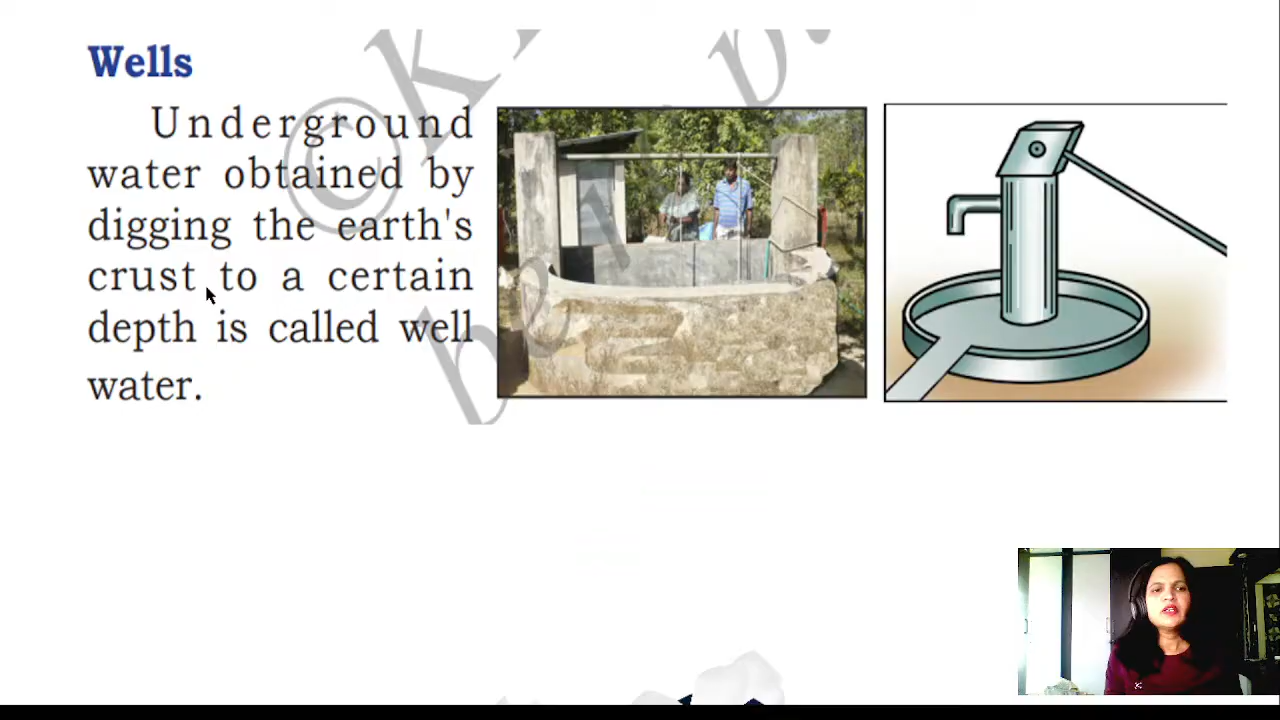 Wells
Underground
water obtained by
digging the earth's
crust to a certain
depth is called well
water.